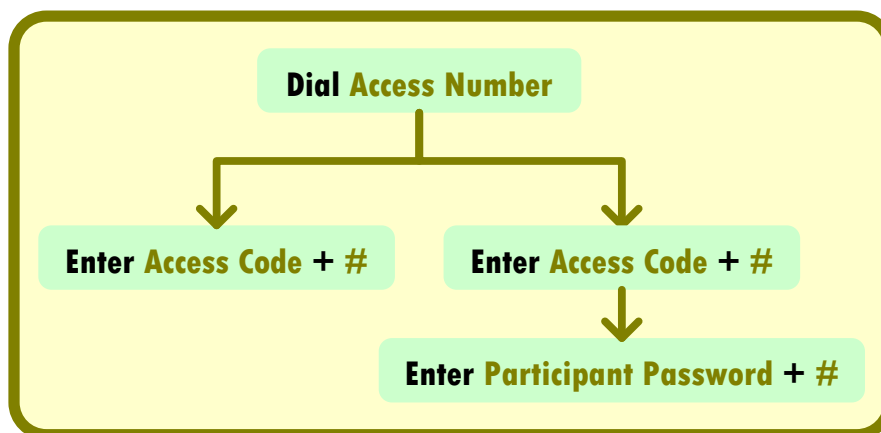 Dial Access Number
Enter Access Code + #
Enter Access Code + #
Enter Participant Password + #